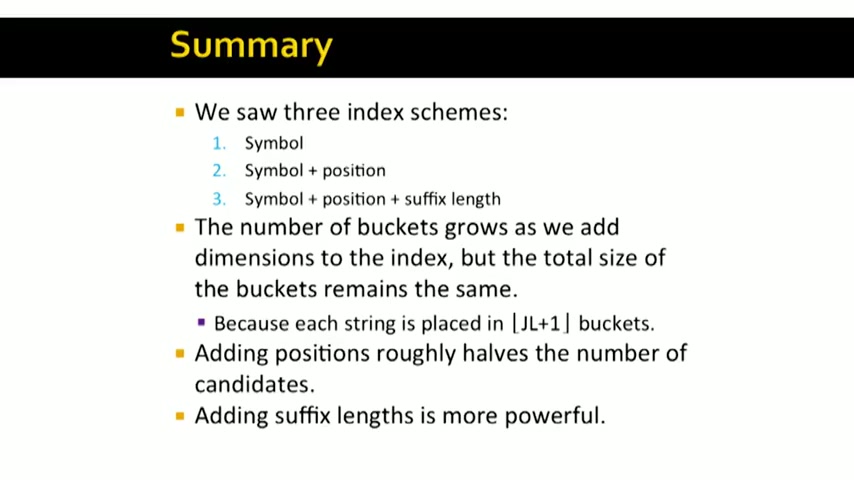 Summary
We saw three index schemes:
1. Symbol
2. Symbol + position
3. Symbol + position + suffix length
The number of buckets grows as we add
dimensions to the index, but the total size of
the buckets remains the same.
Because each string is placed in ⌊JL+1⌋ buckets.
Adding positions roughly halves the number of
candidates.
Adding suffix lengths is more powerful.